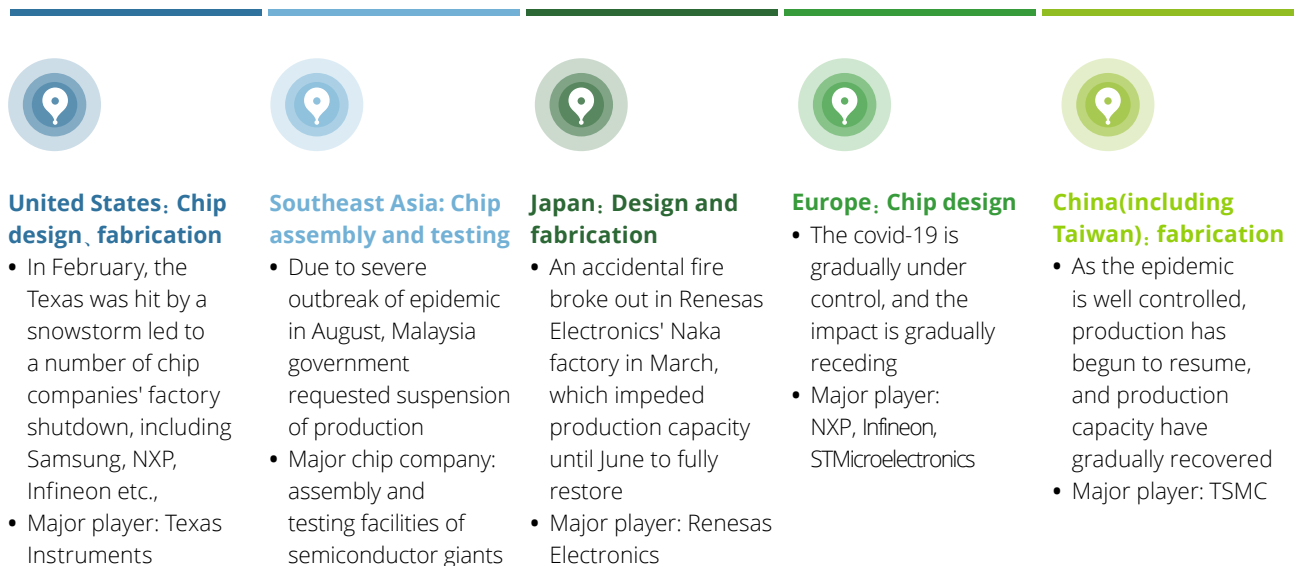 United States：Chip
design、fabrication
• In February, the
Texas was hit by a
snowstorm led to
a number of chip
companies' factory
shutdown, including
Samsung, NXP,
Infineon etc.,
• Major player: Texas
Instruments
Southeast Asia: Chip
assembly and testing
• Due to severe
outbreak of epidemic
in August, Malaysia
government
requested suspension
of production
• Major chip company:
assembly and
testing facilities of
semiconductor giants
Japan：Design and
fabrication
• An accidental fire
broke out in Renesas
Electronics' Naka
factory in March,
which impeded
production capacity
until June to fully
restore
• Major player: Renesas
Electronics
Europe：Chip design
• The covid-19 is
gradually under
control, and the
impact is gradually
receding
• Major player:
NXP, Infineon,
STMicroelectronics
China(including
Taiwan)：fabrication
• As the epidemic
is well controlled,
production has
begun to resume,
and production
capacity have
gradually recovered
• Major player: TSMC